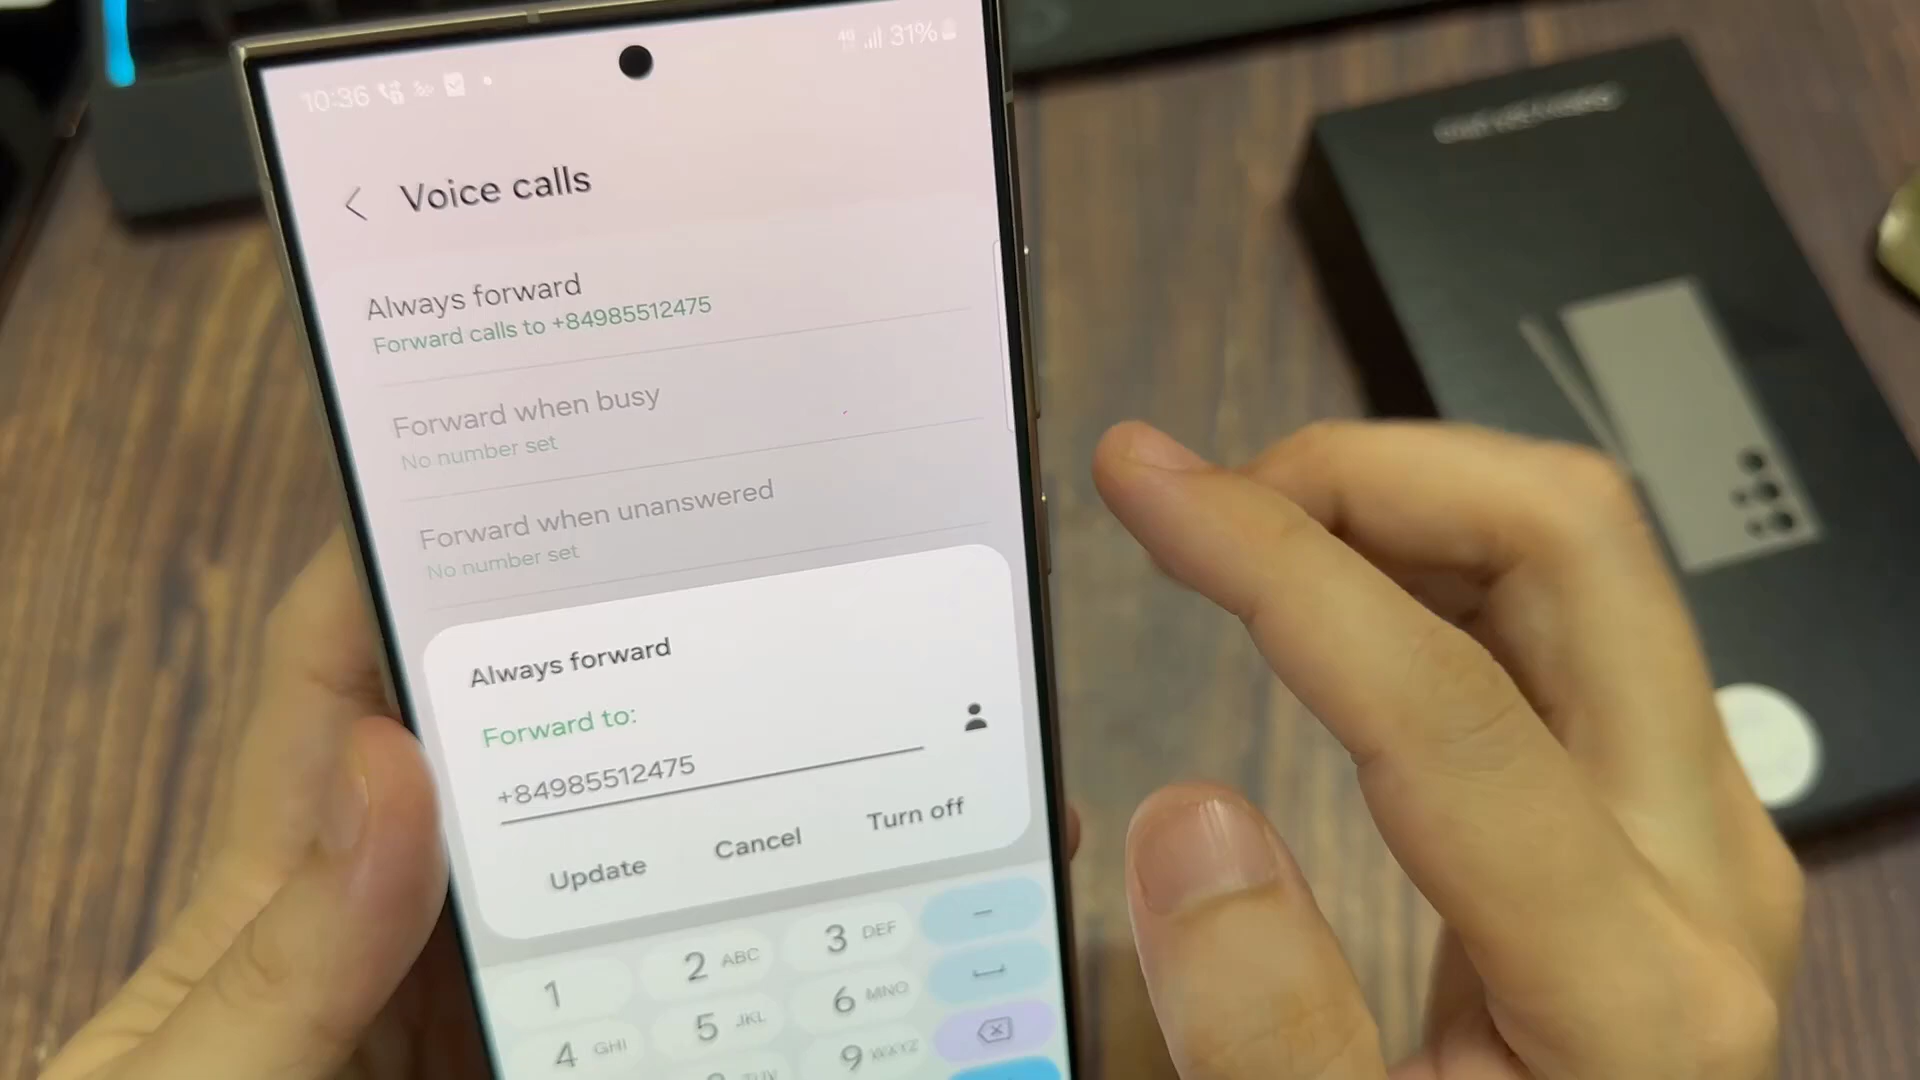 10:36
4G 31%
Voice calls
Always forward
Forward calls to +84985512475
Forward when busy
No number set
Forward when unanswered
No number set
Always forward
Forward to:
+84985512475
Update Cancel Turn off
1 2 ABC 3 DEF
4 GHI 5 JKL 6 MNO
9 WXYZ